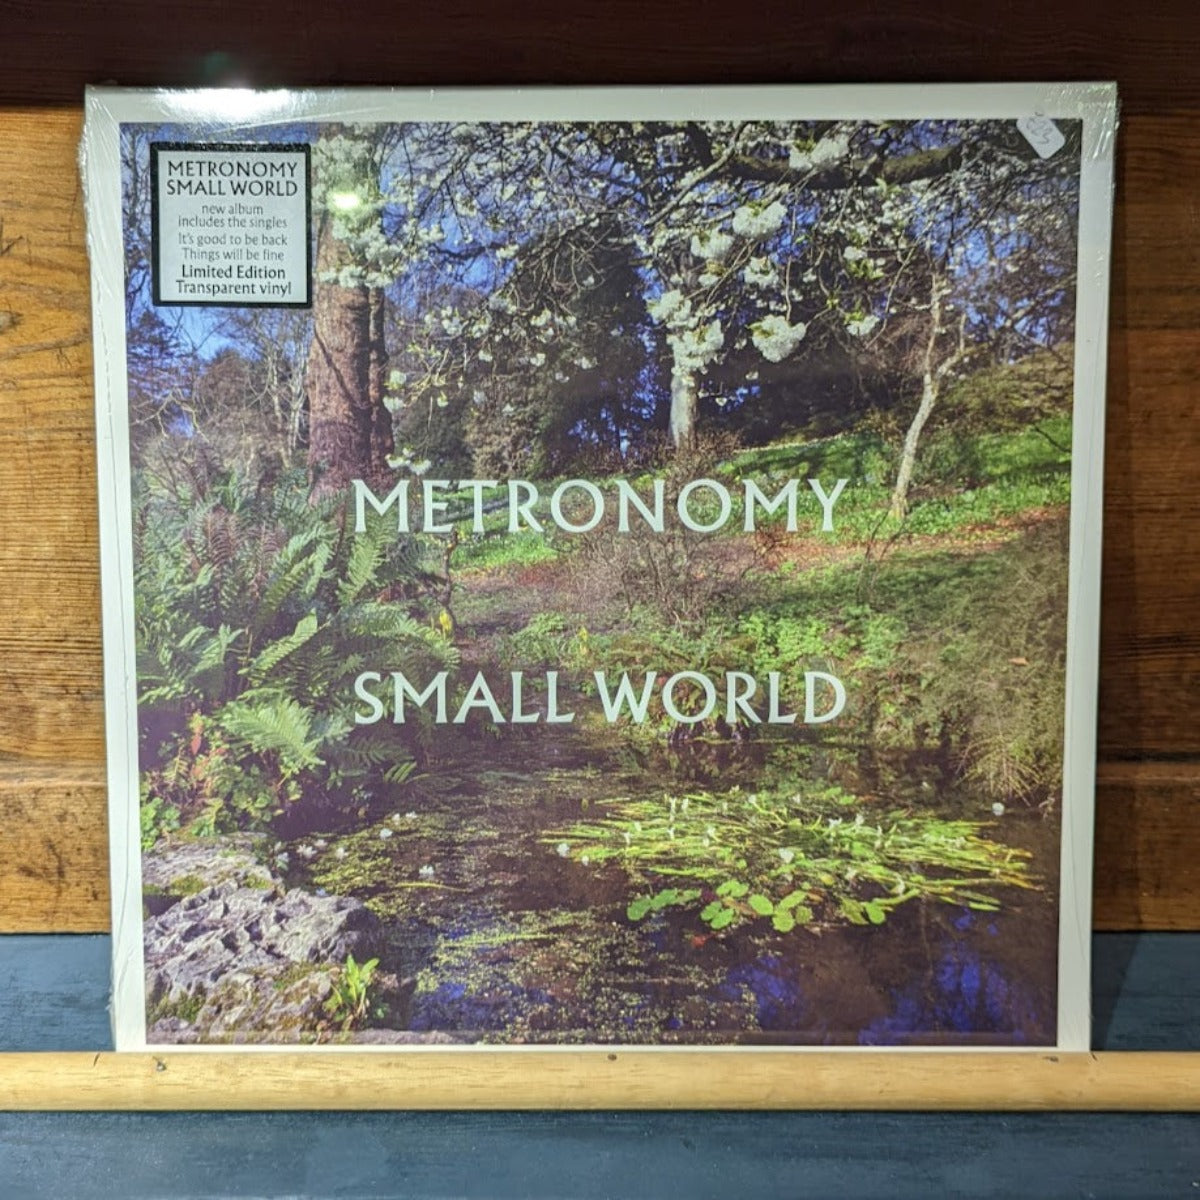 METRONOMY
SMALL WORLD
new album
includes the singles
It's good to be back
Things will be fine
Limited Edition
Transparent vinyl
METRONOMY
SMALL WORLD